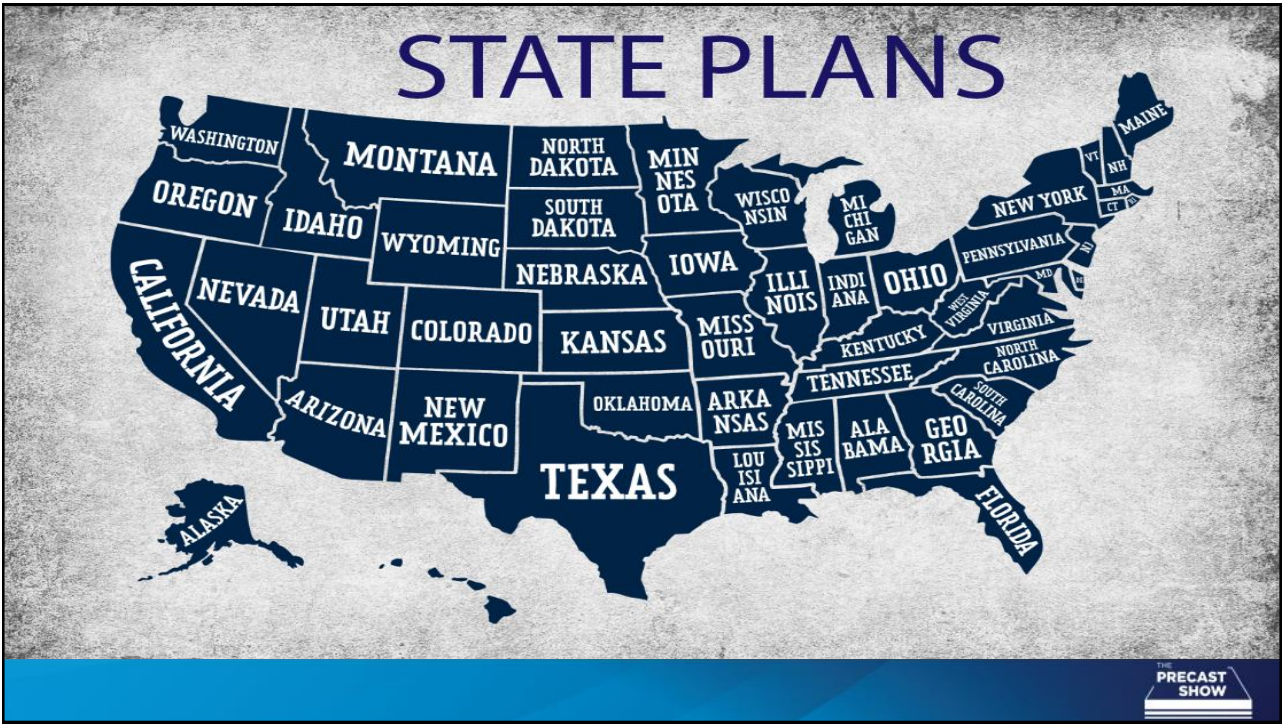 STATE PLANS
MAINE
WASHINGTON
MONTANA
NORTH
DAKOTA
MIN
NES
OTA
VT
NH
OREGON
IDAHO
WYOMING
SOUTH
DAKOTA
WISCO
NSIN
MI
CHI
GAN
NEW YORK
MA
CT
RI
NEBRASKA
IOWA
ILLI
NOIS
INDI
ANA
OHIO
PENNSYLVANIA
NJ
MD
DE
WEST
VIRGINIA
VIRGINIA
CALIFORNIA
NEVADA
UTAH
COLORADO
KANSAS
MISS
OURI
KENTUCKY
NORTH
CAROLINA
TENNESSEE
SOUTH
CAROLINA
ARIZONA
NEW
MEXICO
OKLAHOMA
ARKA
NSAS
MIS
SIS
SIPPI
ALA
BAMA
GEO
RGIA
TEXAS
LOU
ISI
ANA
FLORIDA
ALASKA
THE
PRECAST
SHOW